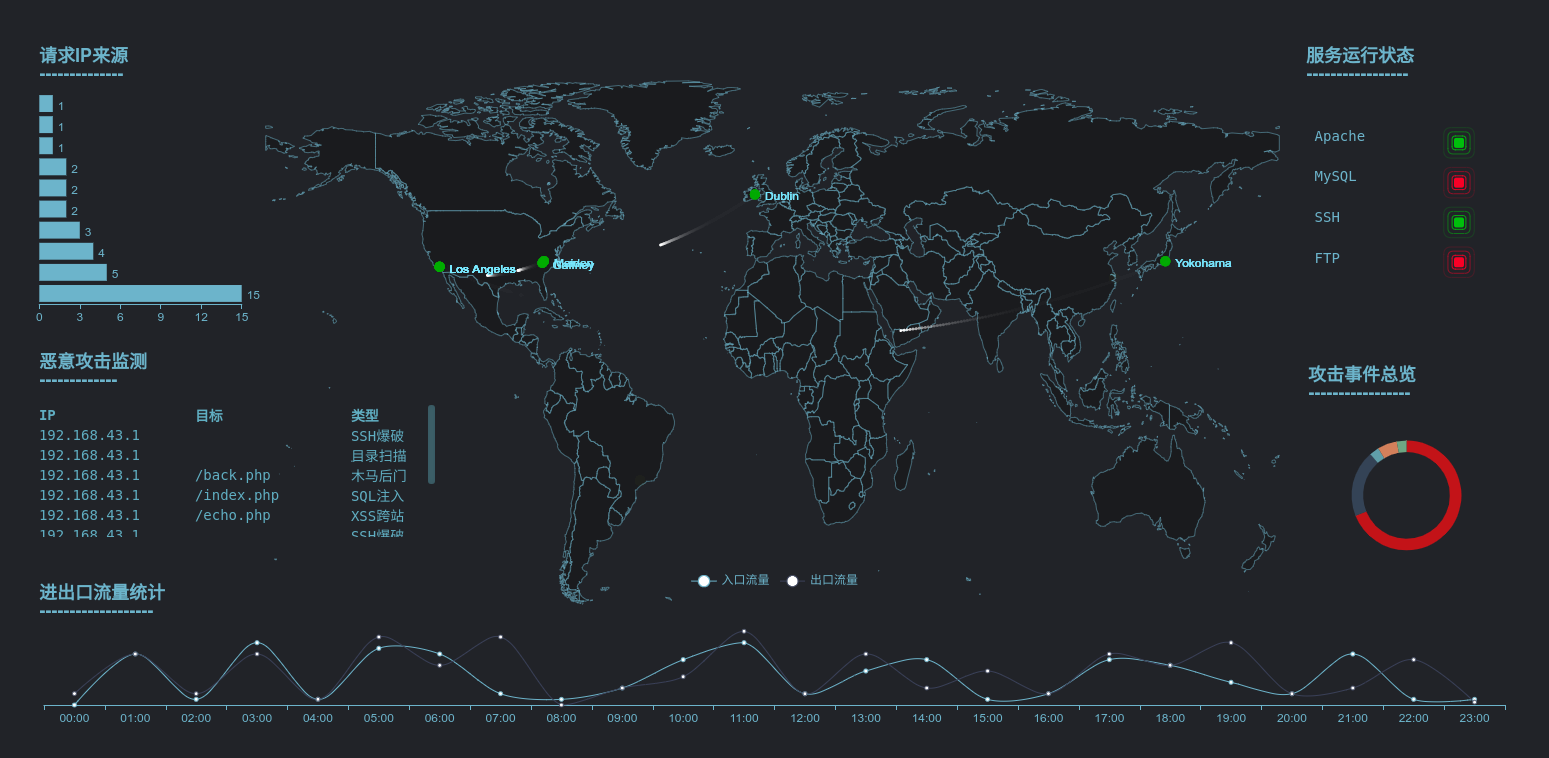 请求IP来源
--------------
1
1
1
2
2
2
3
4
5
15
0 3 6 9 12 15
服务运行状态
-----------------
Apache
MySQL
SSH
FTP
Dublin
Los Angeles
Yokohama
恶意攻击监测
-------------
IP 目标 类型
192.168.43.1 SSH爆破
192.168.43.1 目录扫描
192.168.43.1 /back.php 木马后门
192.168.43.1 /index.php SQL注入
192.168.43.1 /echo.php XSS跨站
192.168.43.1 SSH爆破
攻击事件总览
-----------------
进出口流量统计
-------------------
入口流量 出口流量
00:00 01:00 02:00 03:00 04:00 05:00 06:00 07:00 08:00 09:00 10:00 11:00 12:00 13:00 14:00 15:00 16:00 17:00 18:00 19:00 20:00 21:00 22:00 23:00